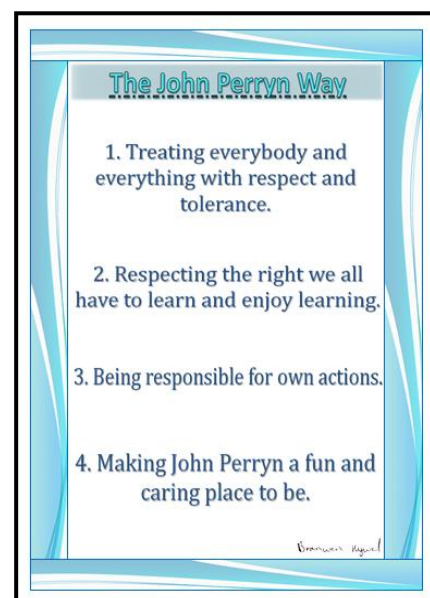 The John Perryn Way
1. Treating everybody and
everything with respect and
tolerance.
2. Respecting the right we all
have to learn and enjoy learning.
3. Being responsible for own actions.
4. Making John Perryn a fun and
caring place to be.
Branwen